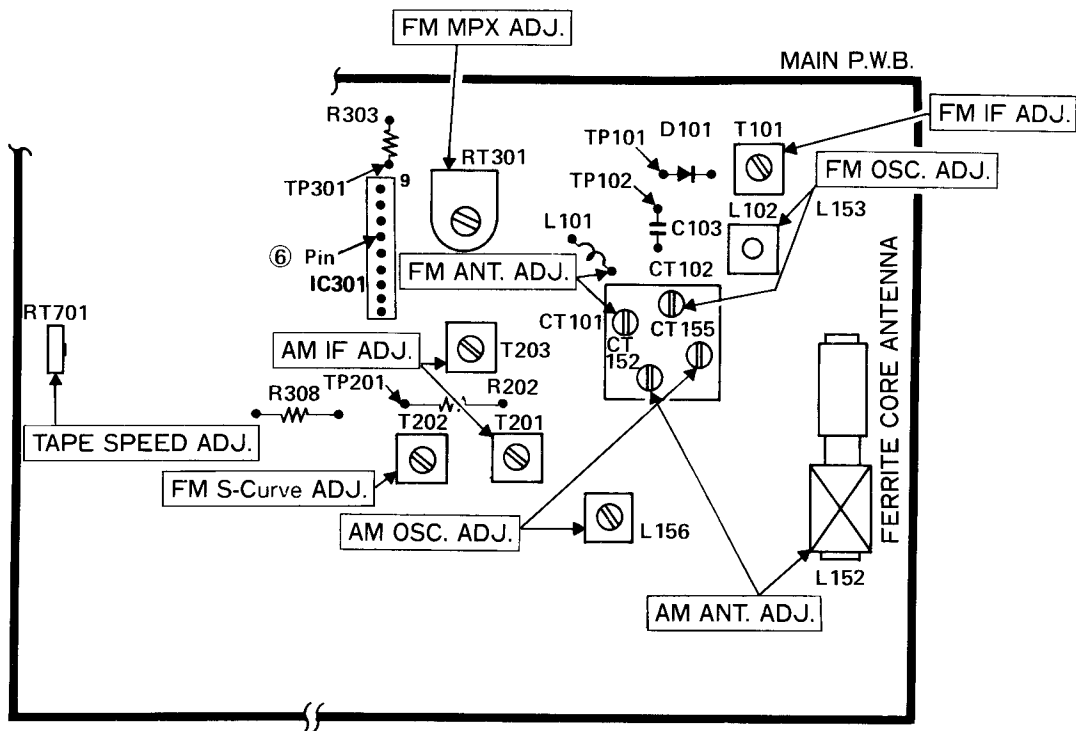 FM MPX ADJ.
MAIN P.W.B.
R303
TP101
D101
T101
FM IF ADJ.
TP301
9
RT301
TP102
FM OSC. ADJ.
L102
L153
L101
C103
⑥ Pin
IC301
FM ANT. ADJ.
CT102
RT701
CT101
CT155
CT
152
AM IF ADJ.
T203
TP201
R202
R308
T202
T201
TAPE SPEED ADJ.
FM S-Curve ADJ.
AM OSC. ADJ.
L156
FERRITE CORE ANTENNA
L152
AM ANT. ADJ.